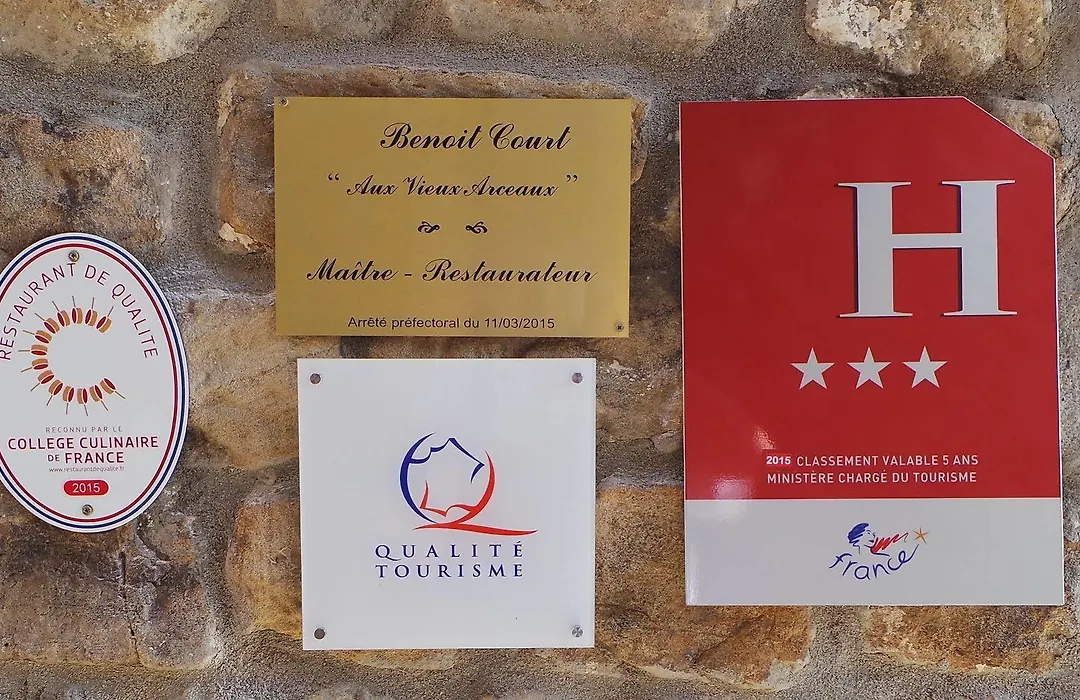 RESTAURANT DE QUALITÉ
RECONNU PAR LE
COLLEGE CULINAIRE
DE FRANCE
www.restaurantdequalite.fr
2015
Benoit Court
“ Aux Vieux Arceaux ”
Maître - Restaurateur
Arrêté préfectoral du 11/03/2015
QUALITÉ
TOURISME
H
2015 CLASSEMENT VALABLE 5 ANS
MINISTÈRE CHARGÉ DU TOURISME
france